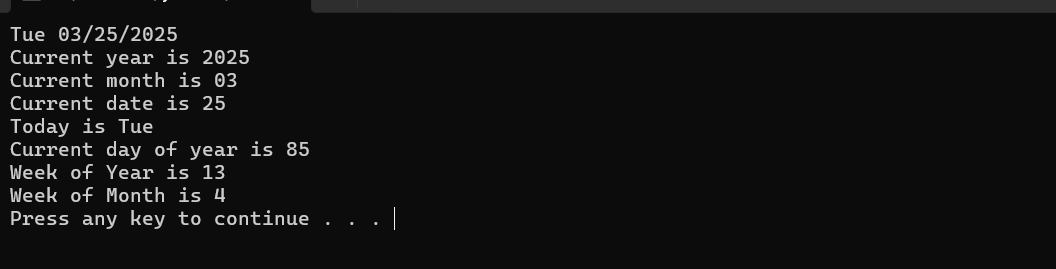 Tue 03/25/2025
Current year is 2025
Current month is 03
Current date is 25
Today is Tue
Current day of year is 85
Week of Year is 13
Week of Month is 4
Press any key to continue . . .